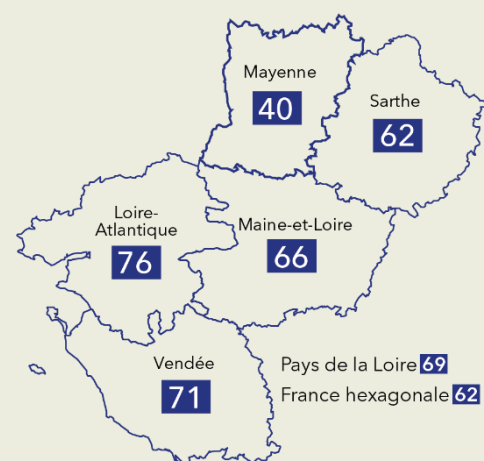 Mayenne
40
Sarthe
62
Loire-
Atlantique
76
Maine-et-Loire
66
Vendée
71
Pays de la Loire 69
France hexagonale 62